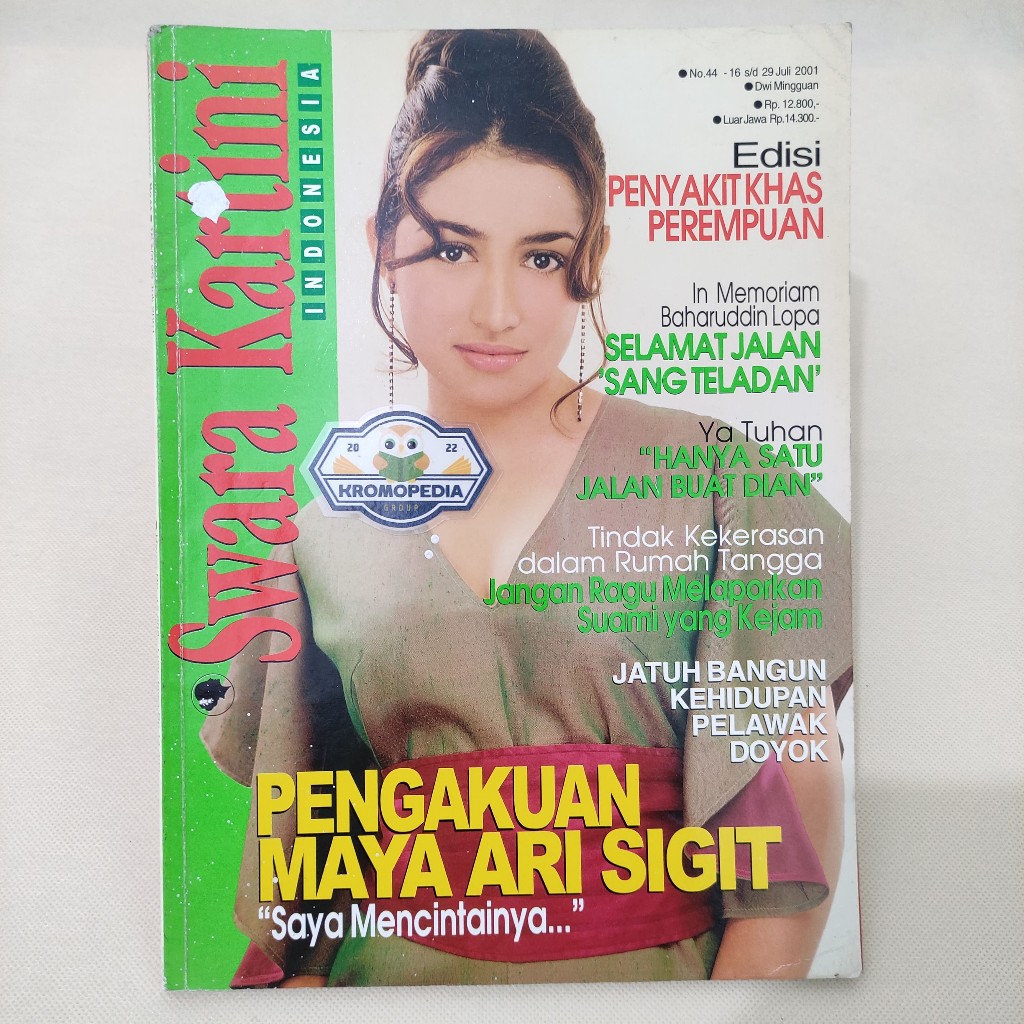 Swara Kartini
INDONESIA
No.44 - 16 s/d 29 Juli 2001
Dwi Mingguan
Rp. 12.800,-
Luar Jawa Rp.14.300.-
Edisi
PENYAKIT KHAS
PEREMPUAN
In Memoriam
Baharuddin Lopa
SELAMAT JALAN
'SANG TELADAN'
Ya Tuhan
“HANYA SATU
JALAN BUAT DIAN”
Tindak Kekerasan
dalam Rumah Tangga
Jangan Ragu Melaporkan
Suami yang Kejam
JATUH BANGUN
KEHIDUPAN
PELAWAK
DOYOK
PENGAKUAN
MAYA ARI SIGIT
“Saya Mencintainya...”
20 22
KROMOPEDIA
GROUP